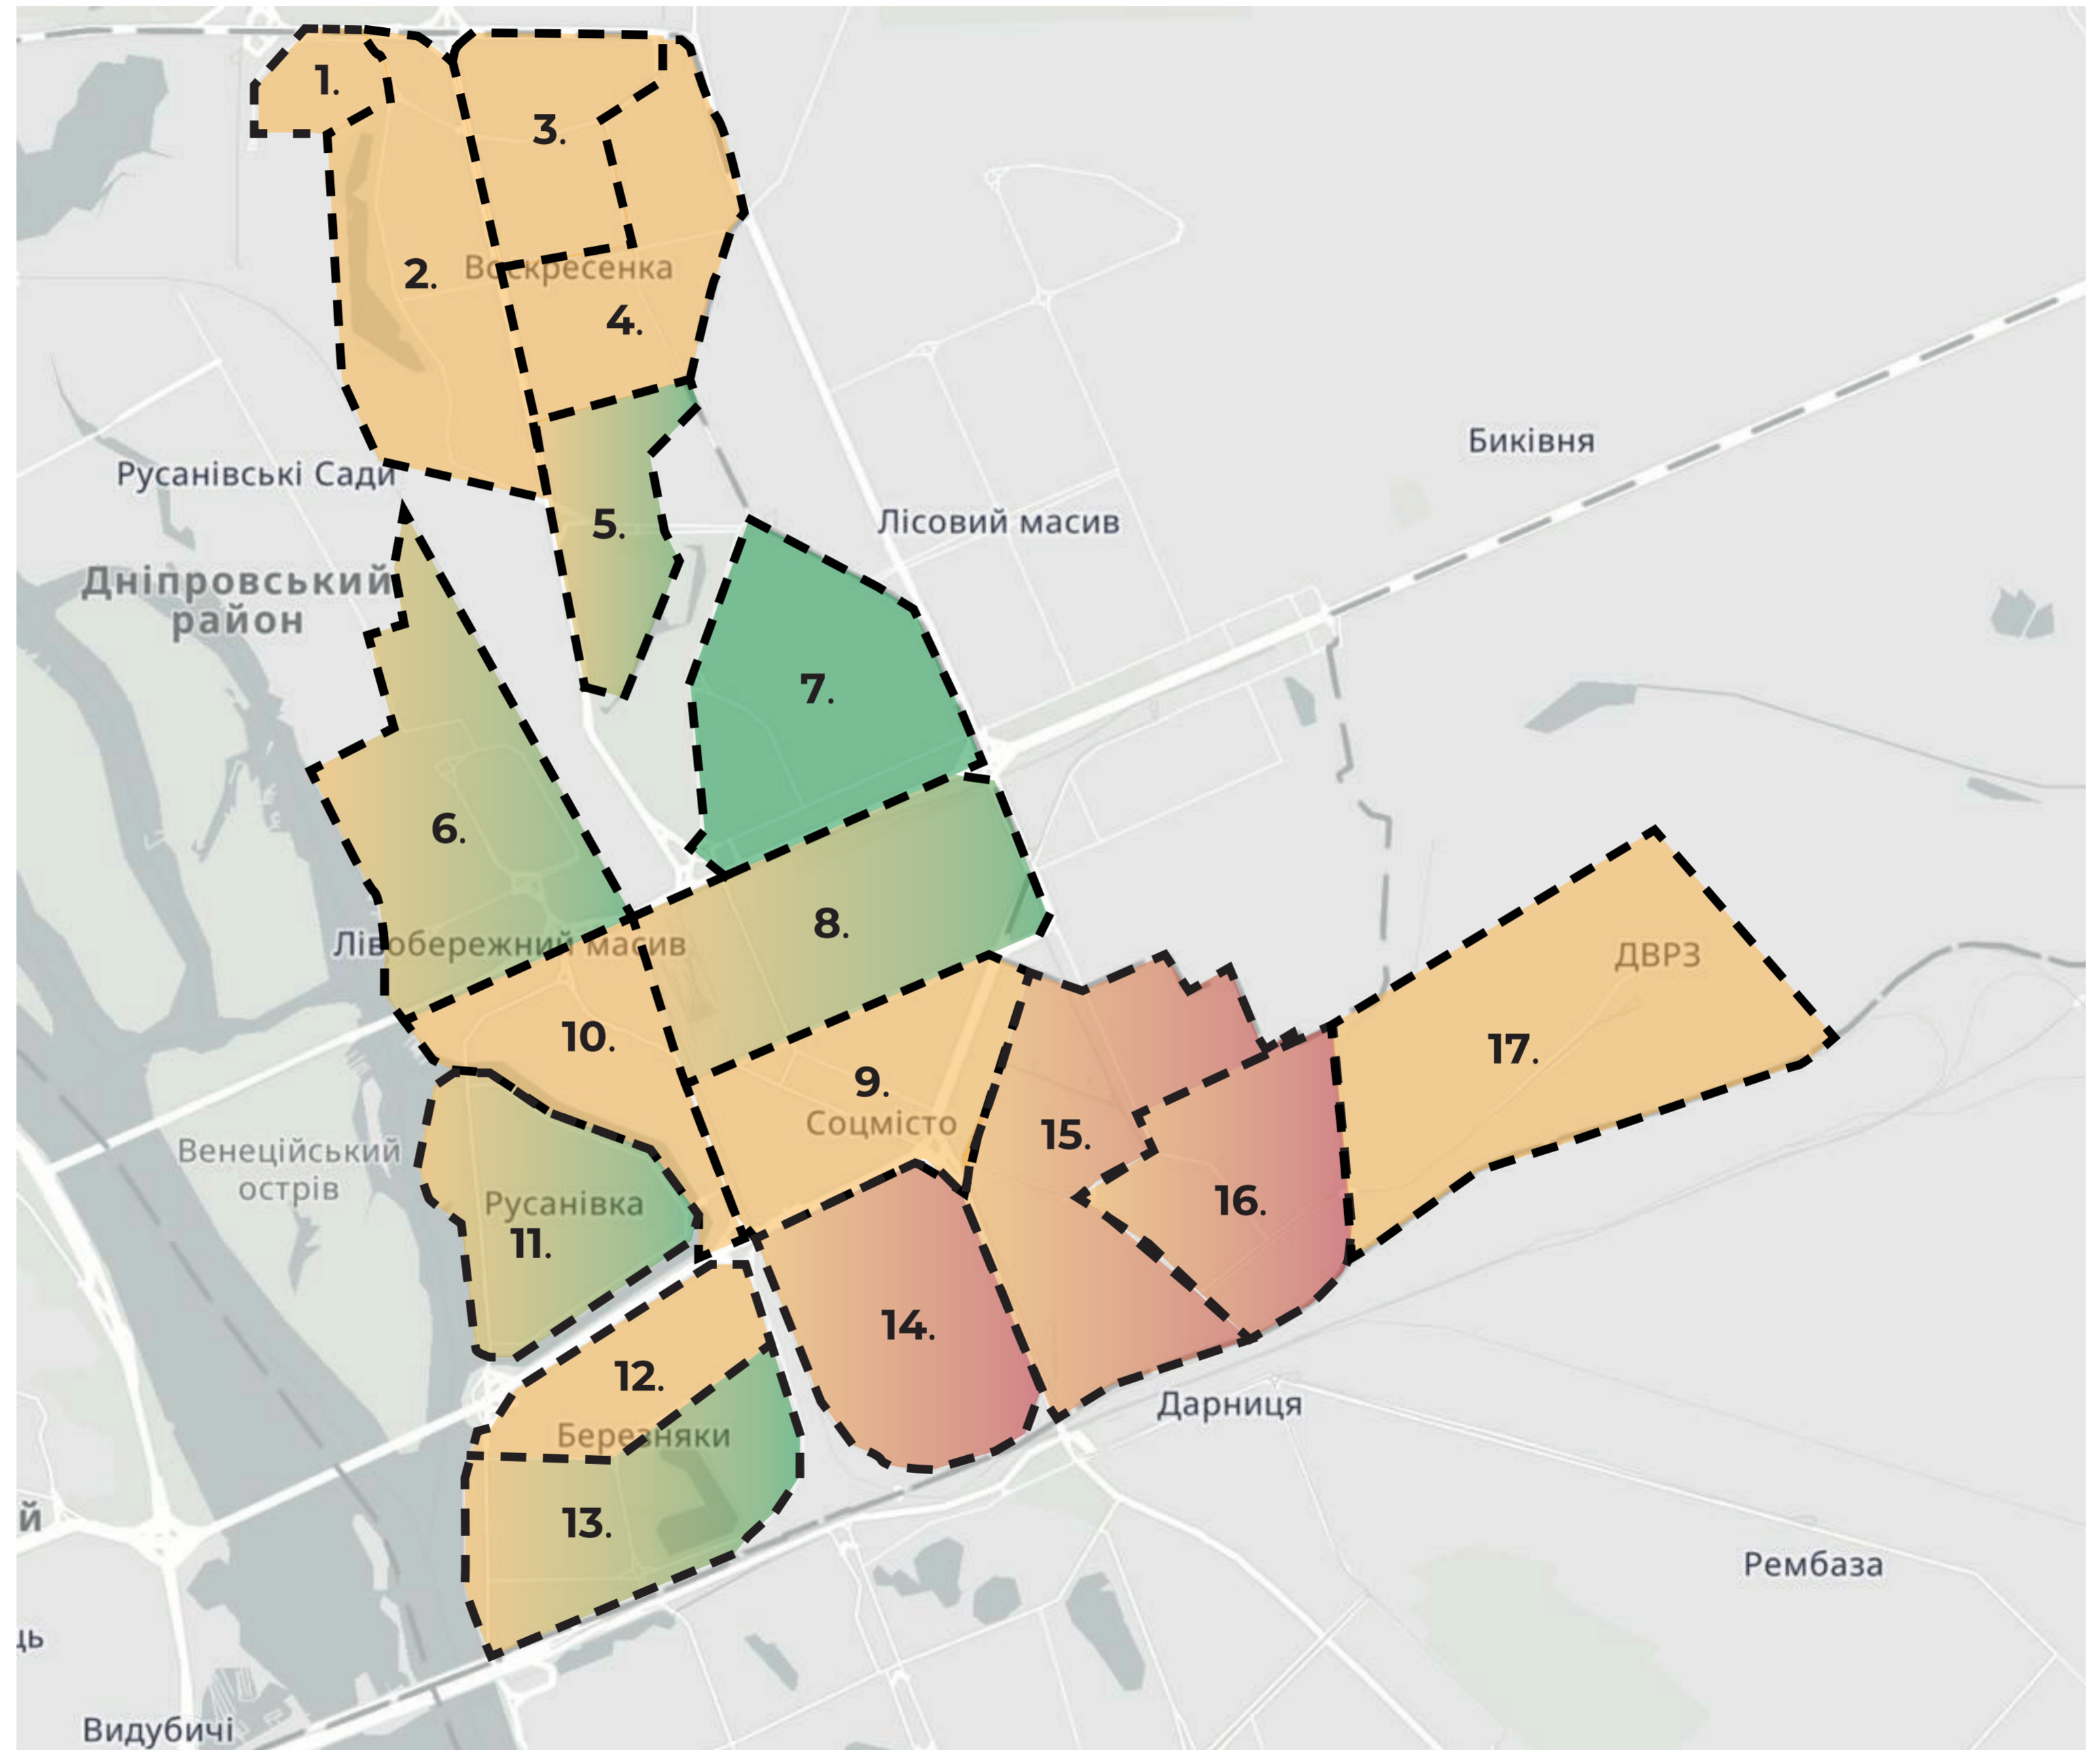 1.
3.
2.
Воскресенка
4.
Биківня
Русанівські Сади
5.
Лісовий масив
Дніпровський
район
7.
6.
8.
Лівобережний масив
ДВРЗ
10.
17.
9.
Соцмісто
15.
Венеційський
острів
Русанівка
16.
11.
14.
12.
Дарниця
Березняки
й
13.
Рембаза
ць
Видубичі